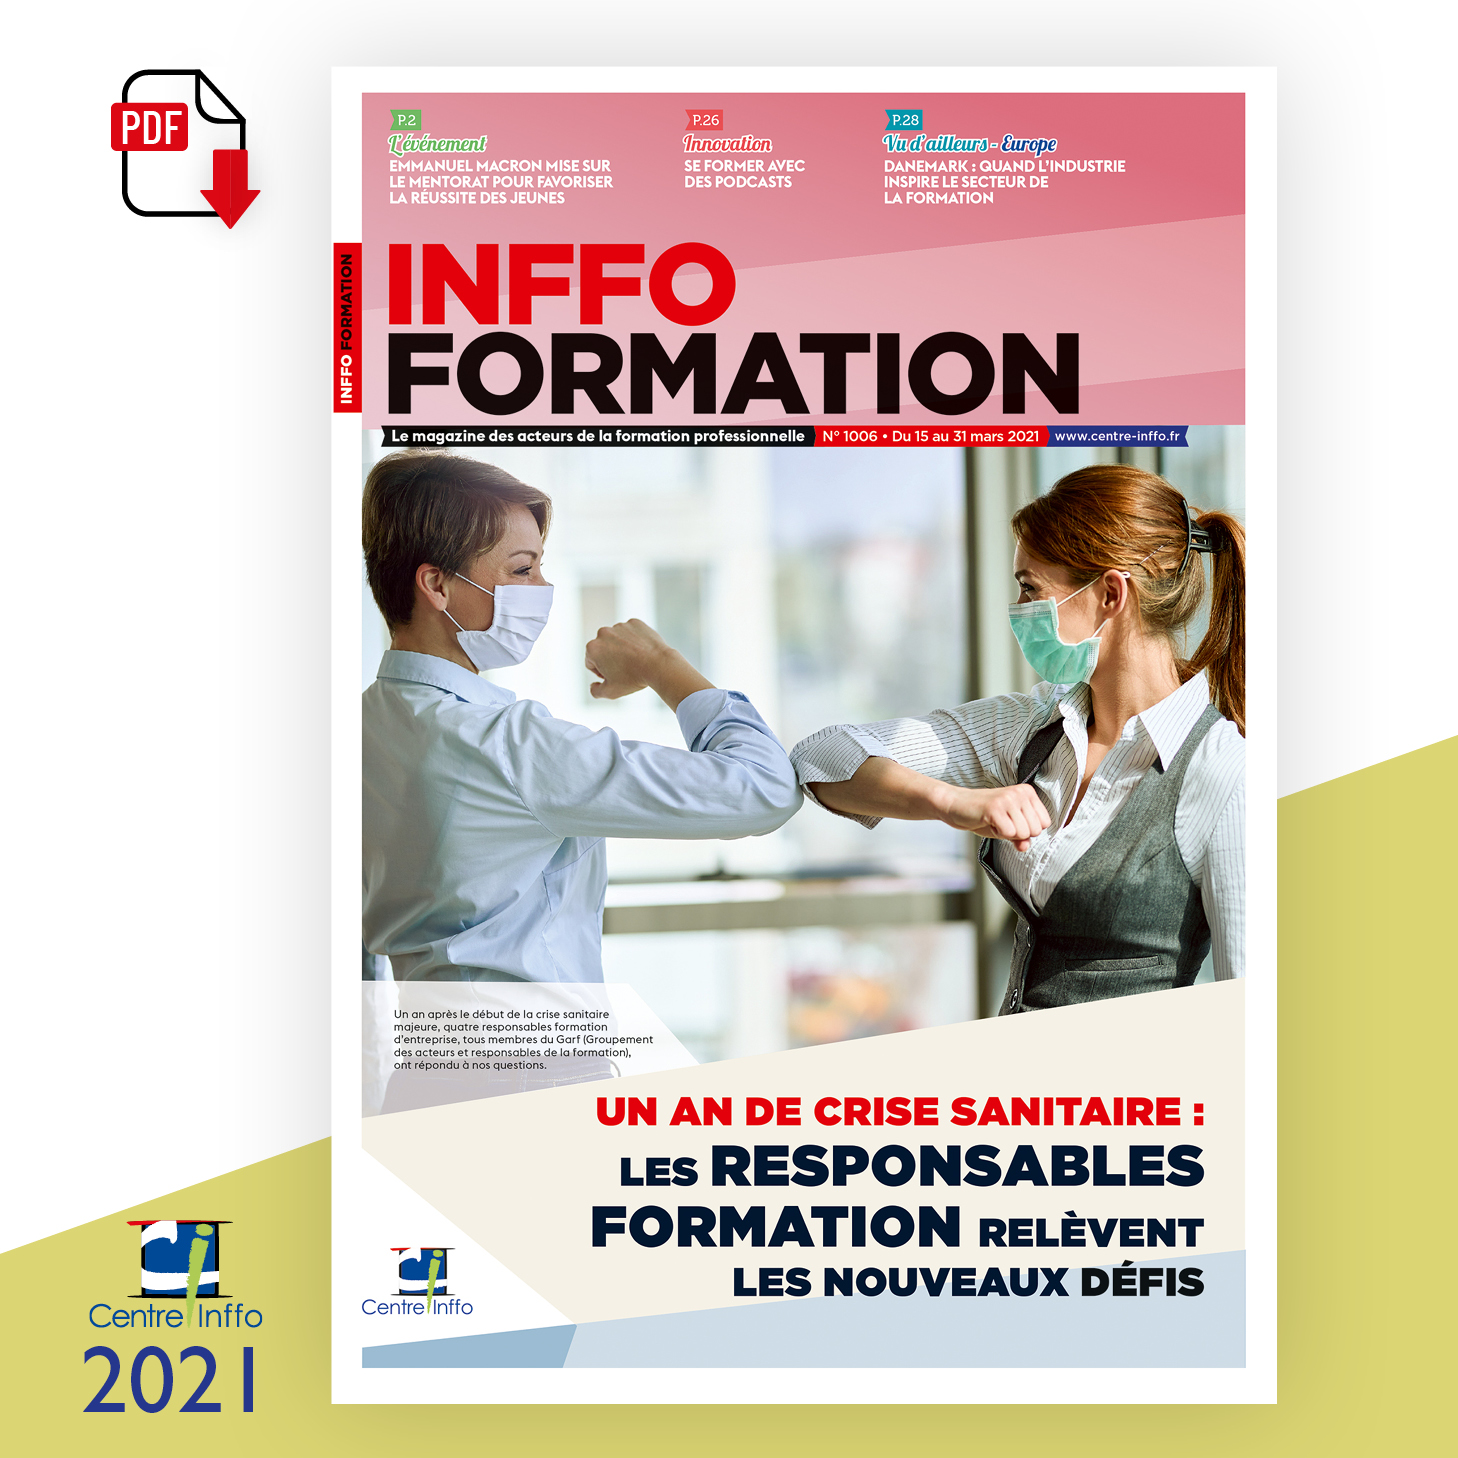 PDF
P.2
L'événement
EMMANUEL MACRON MISE SUR
LE MENTORAT POUR FAVORISER
LA RÉUSSITE DES JEUNES
P.26
Innovation
SE FORMER AVEC
DES PODCASTS
P.28
Vu d'ailleurs - Europe
DANEMARK : QUAND L'INDUSTRIE
INSPIRE LE SECTEUR DE
LA FORMATION
INFFO FORMATION
INFFO
FORMATION
Le magazine des acteurs de la formation professionnelle N° 1006 • Du 15 au 31 mars 2021 www.centre-inffo.fr
Un an après le début de la crise sanitaire
majeure, quatre responsables formation
d'entreprise, tous membres du Garf (Groupement
des acteurs et responsables de la formation),
ont répondu à nos questions.
UN AN DE CRISE SANITAIRE :
LES RESPONSABLES
FORMATION RELÈVENT
LES NOUVEAUX DÉFIS
Centre Inffo
Centre Inffo
2021